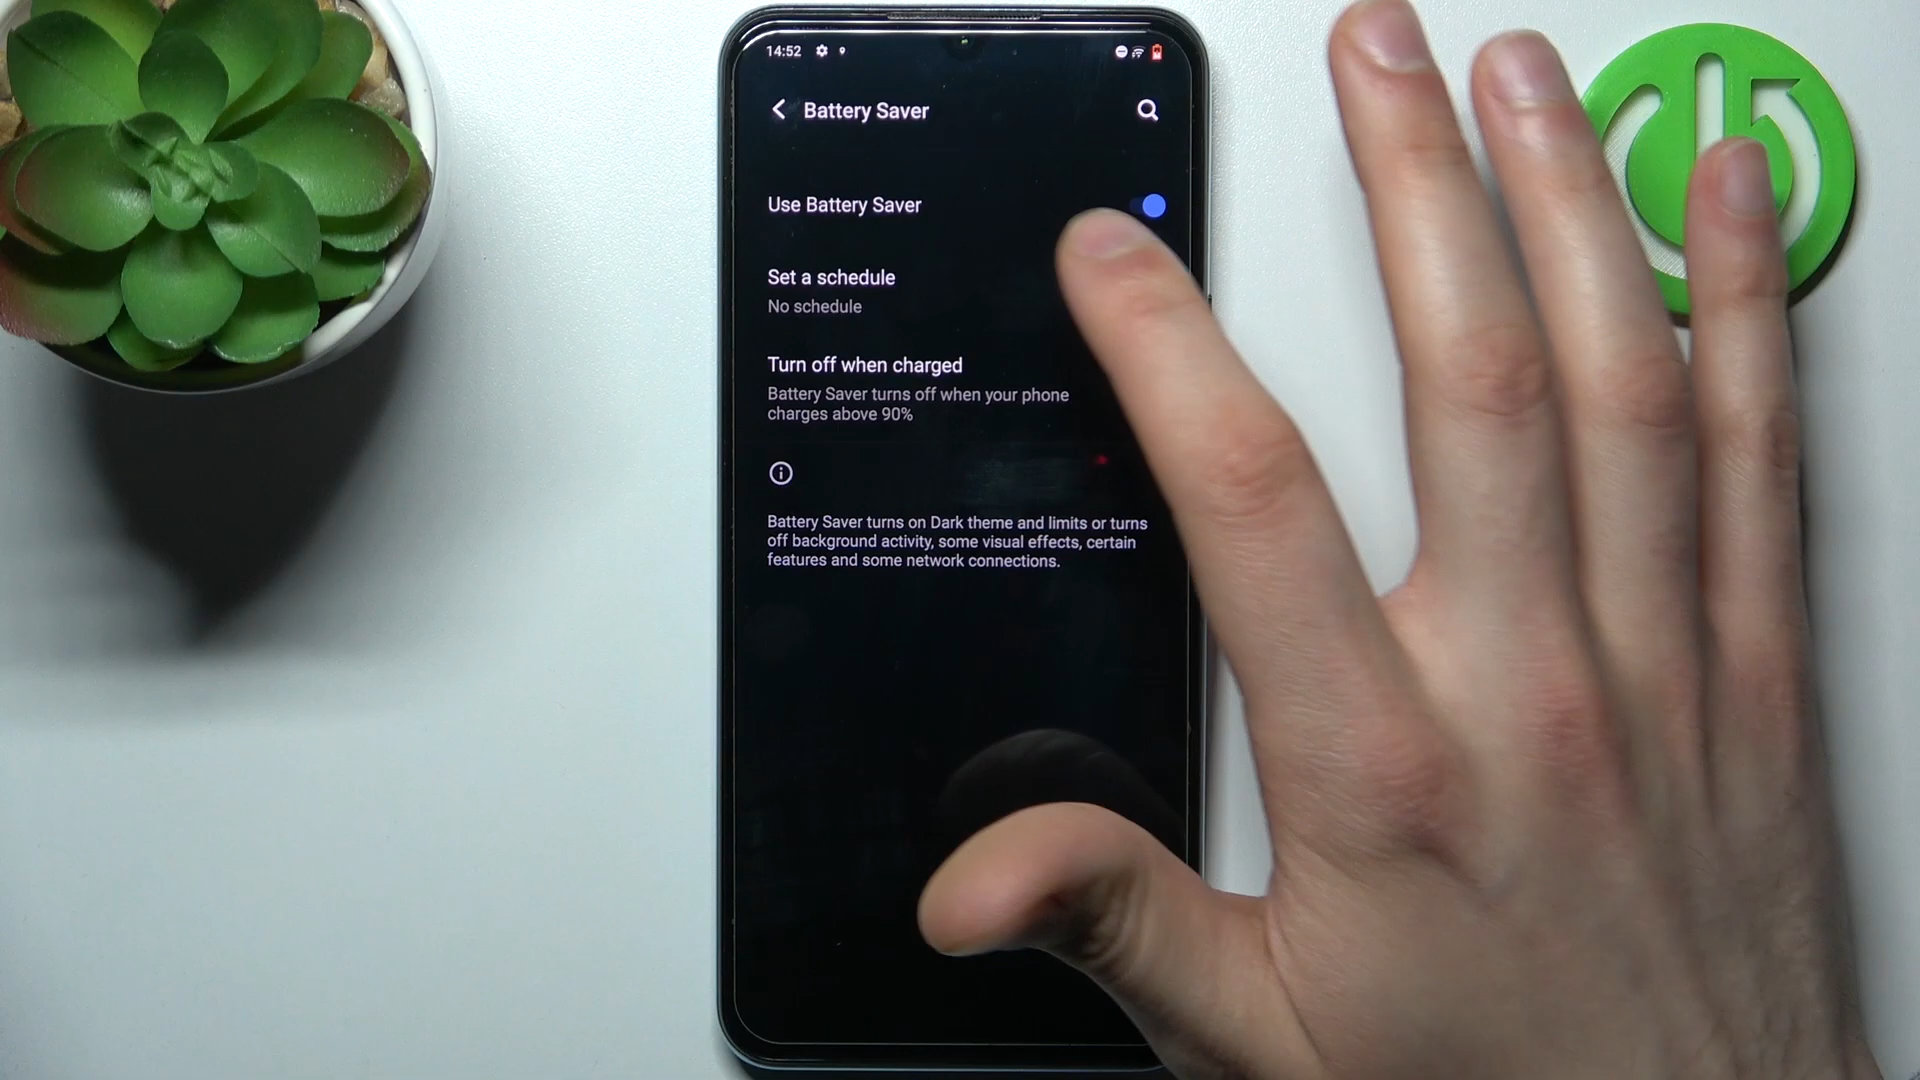 14:52
Battery Saver
Use Battery Saver
Set a schedule
No schedule
Turn off when charged
Battery Saver turns off when your phone
charges above 90%
Battery Saver turns on Dark theme and limits or turns
off background activity, some visual effects, certain
features and some network connections.